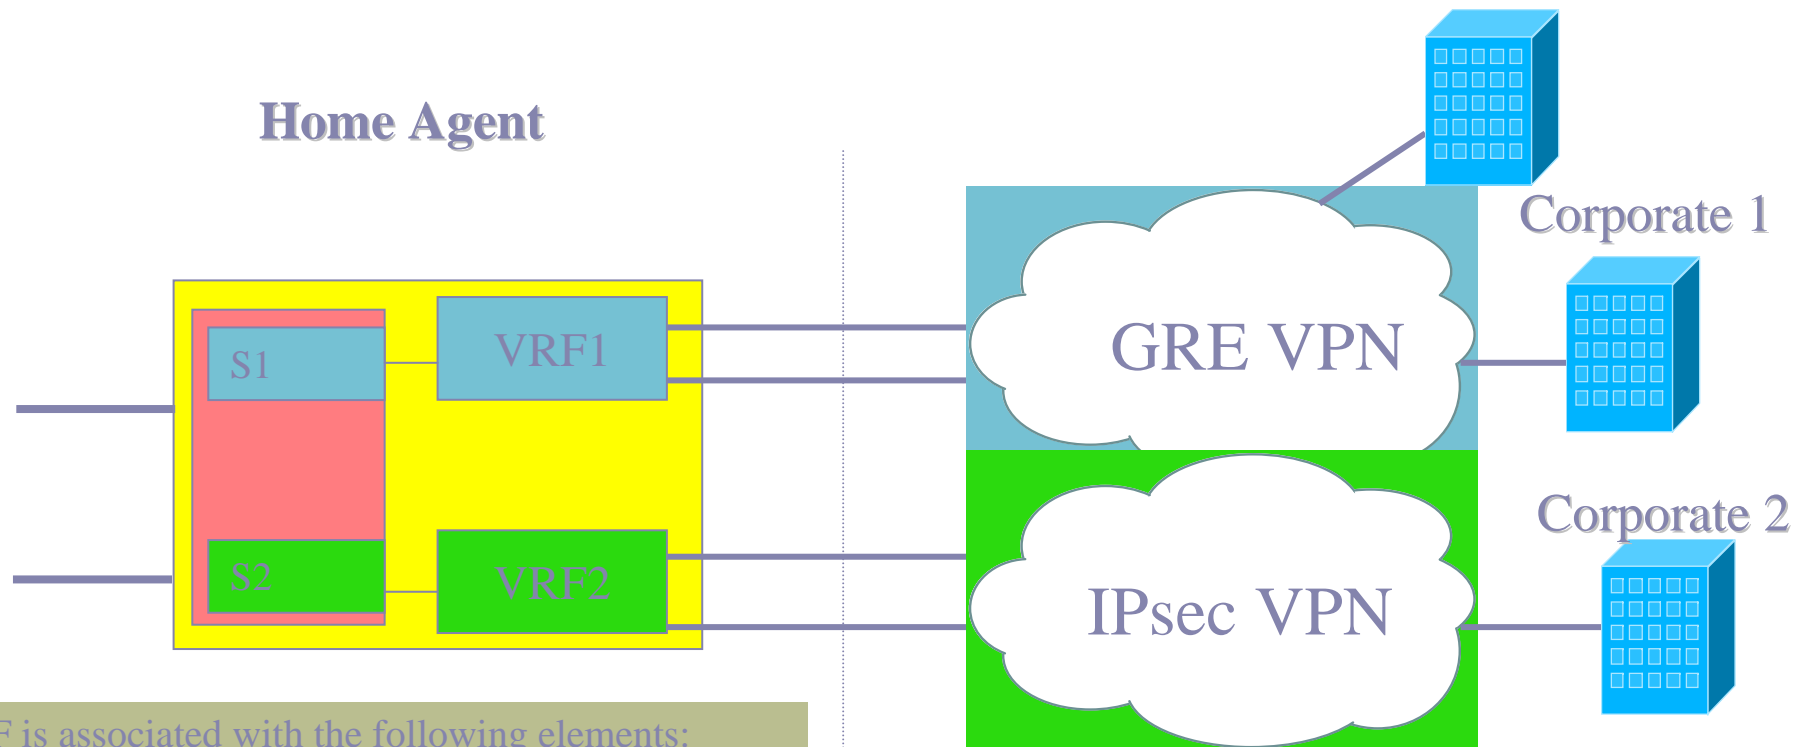 Home Agent
Corporate 1
S1
VRF1
GRE VPN
Corporate 2
S2
VRF2
IPsec VPN
F is associated with the following elements: